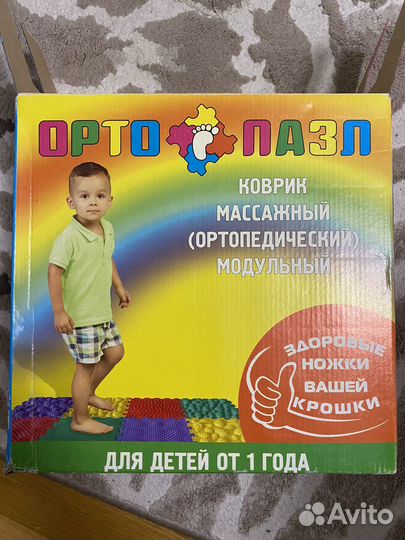 ОРТО ПАЗЛ
КОВРИК
МАССАЖНЫЙ
(ОРТОПЕДИЧЕСКИЙ)
МОДУЛЬНЫЙ
ЗДОРОВЫЕ
НОЖКИ
ВАШЕЙ
КРОШКИ
ДЛЯ ДЕТЕЙ ОТ 1 ГОДА
Avito